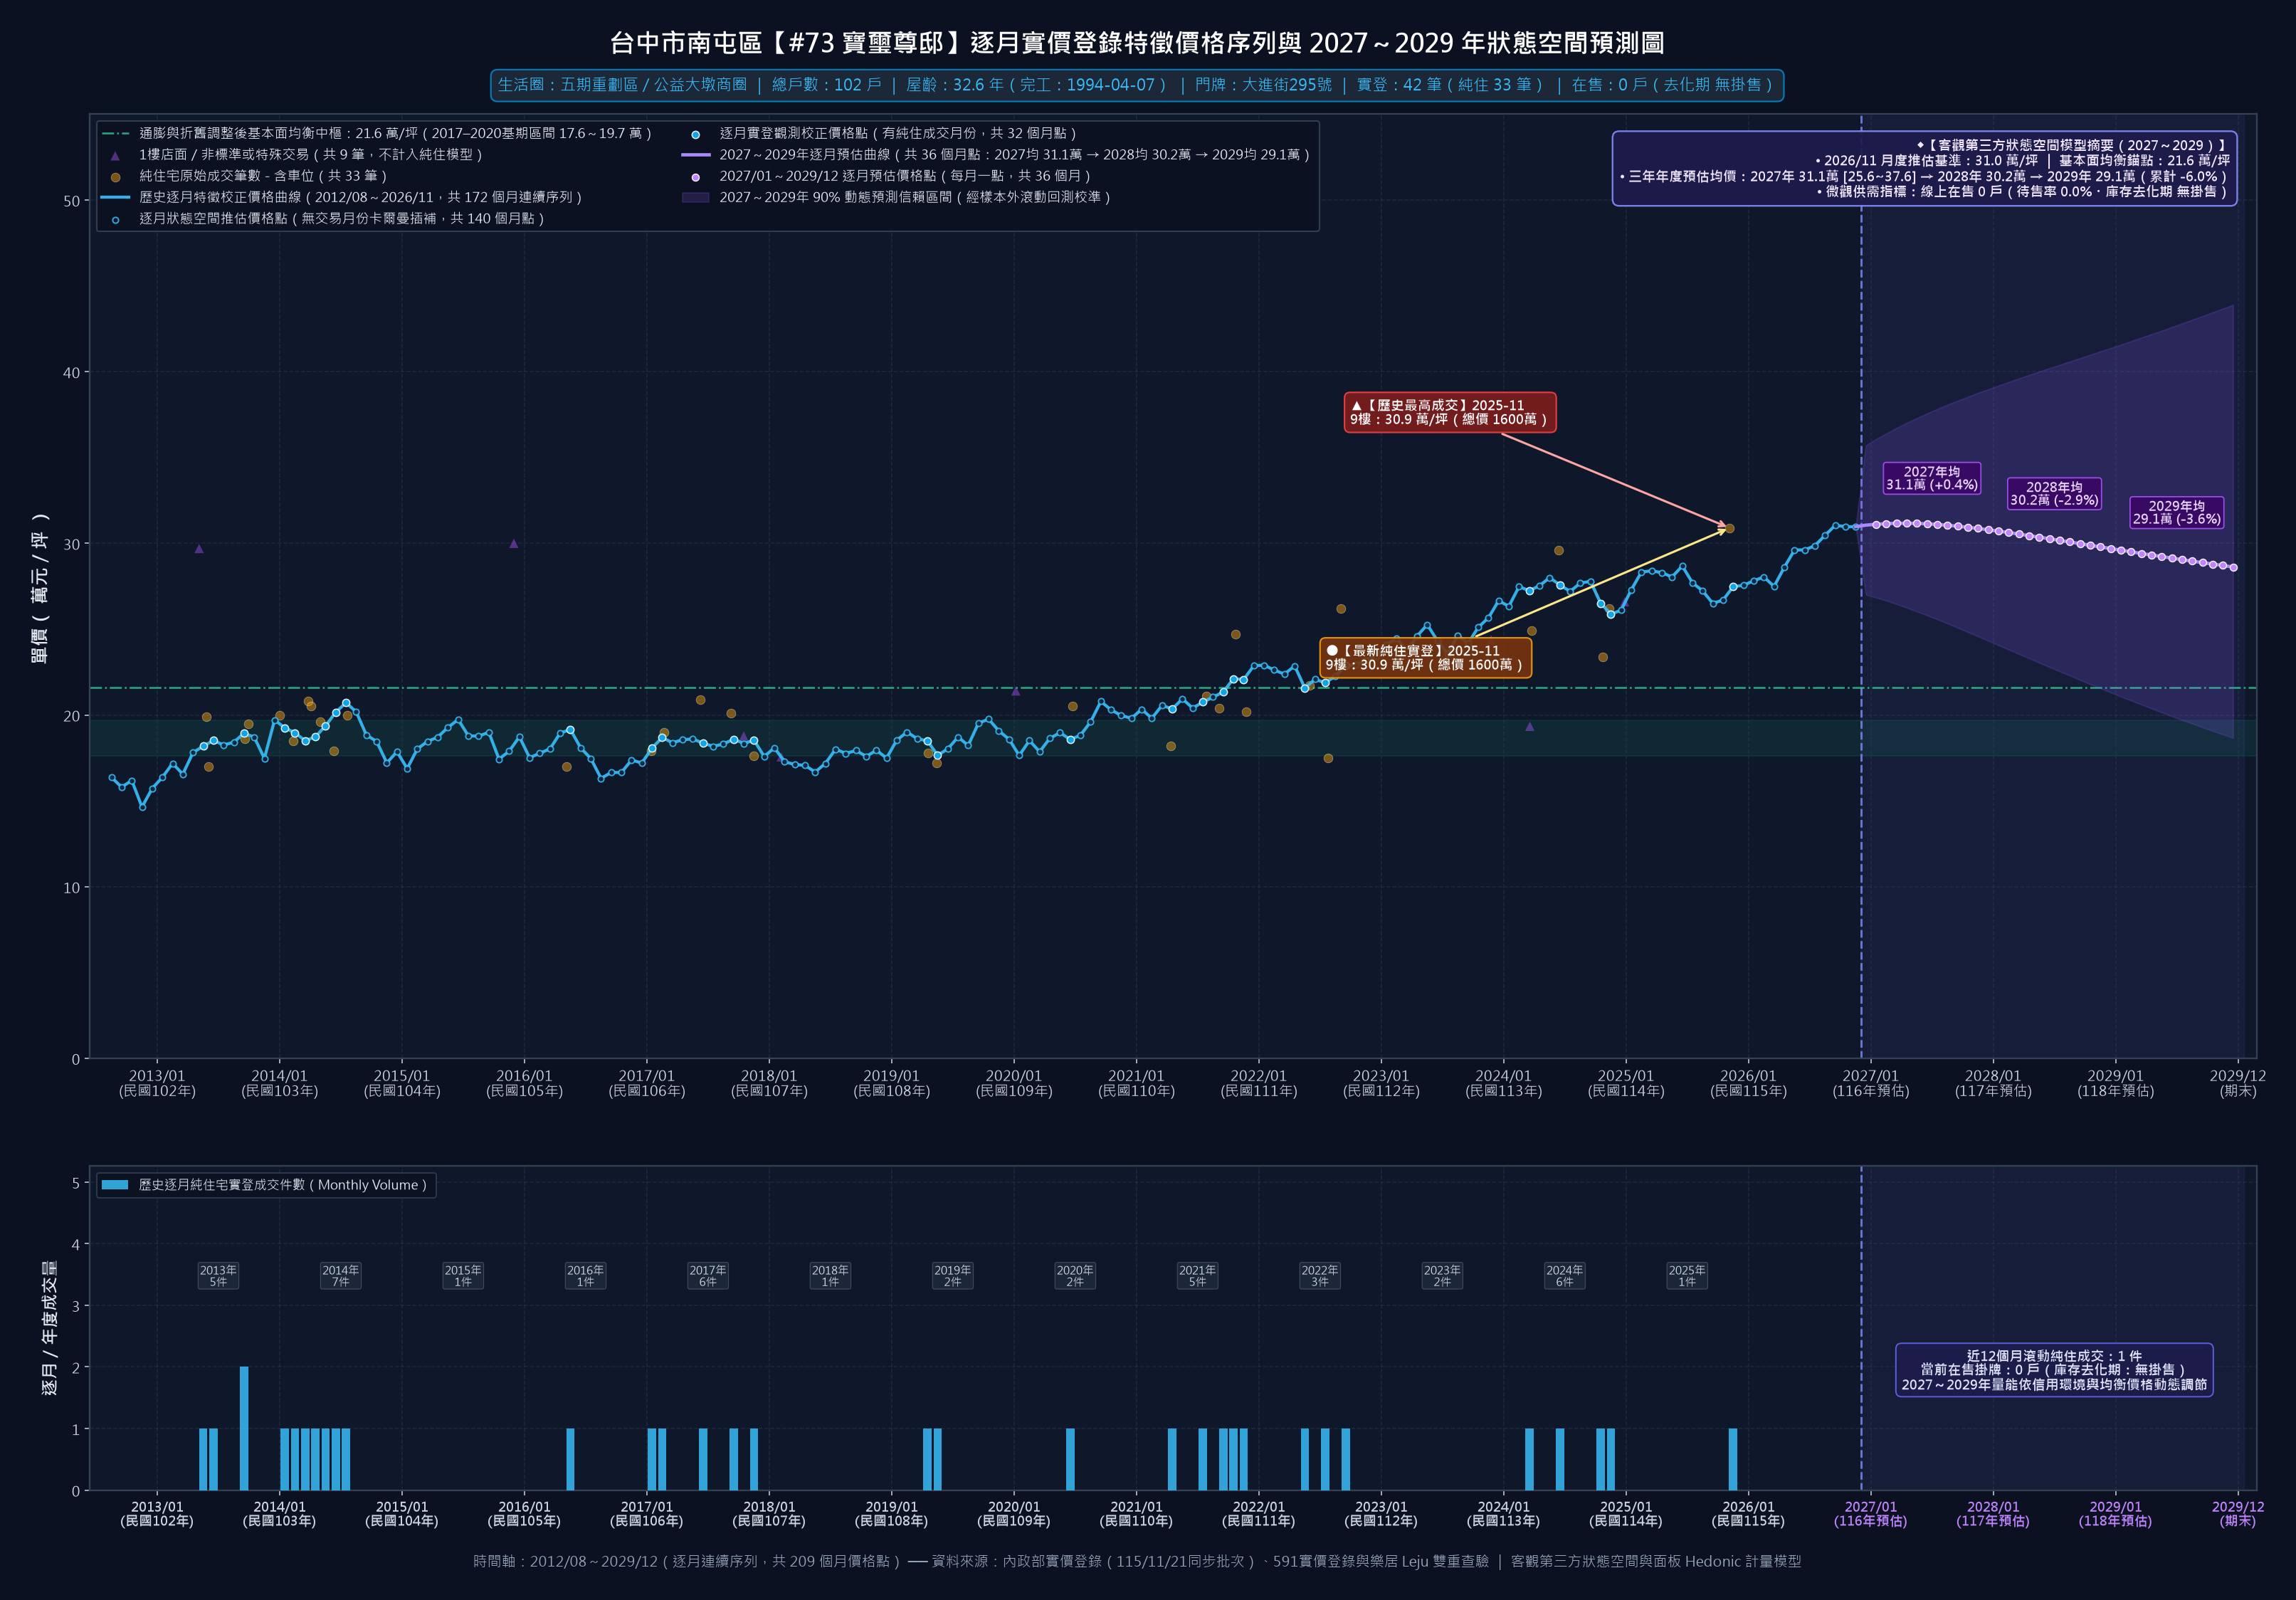 台中市南屯區【#73 寶璽尊邸】逐月實價登錄特徵價格序列與 2027～2029 年狀態空間預測圖
生活圈：五期重劃區 / 公益大墩商圈 | 總戶數：102 戶 | 屋齡：32.6 年（完工：1994-04-07） | 門牌：大進街295號 | 實登：42 筆（純住 33 筆） | 在售：0 戶（去化期 無掛售）
通膨與折舊調整後基本面均衡中樞：21.6 萬/坪（2017–2020基期區間 17.6～19.7 萬）
1樓店面 / 非標準或特殊交易（共 9 筆，不計入純住模型）
純住宅原始成交筆數 - 含車位（共 33 筆）
歷史逐月特徵校正價格曲線（2012/08～2026/11，共 172 個月連續序列）
逐月狀態空間推估價格點（無交易月份卡爾曼插補，共 140 個月點）
逐月實登觀測校正價格點（有純住成交月份，共 32 個月點）
2027～2029年逐月預估曲線（共 36 個月點：2027均 31.1萬 → 2028均 30.2萬 → 2029均 29.1萬）
2027/01～2029/12 逐月預估價格點（每月一點，共 36 個月）
2027～2029年 90% 動態預測信賴區間（經樣本外滾動回測校準）
◆【客觀第三方狀態空間模型摘要（2027～2029）】
• 2026/11 月度推估基準：31.0 萬/坪 | 基本面均衡錨點：21.6 萬/坪
• 三年年度預估均價：2027年 31.1萬 [25.6~37.6] → 2028年 30.2萬 → 2029年 29.1萬（累計 -6.0%）
• 微觀供需指標：線上在售 0 戶（待售率 0.0%．庫存去化期 無掛售）
單價（ 萬元 / 坪 ）
50
40
30
20
10
0
▲【歷史最高成交】2025-11
9樓：30.9 萬/坪（總價 1600萬）
●【最新純住實登】2025-11
9樓：30.9 萬/坪（總價 1600萬）
2027年均
31.1萬 (+0.4%)
2028年均
30.2萬 (-2.9%)
2029年均
29.1萬 (-3.6%)
2013/01 2014/01 2015/01 2016/01 2017/01 2018/01 2019/01 2020/01 2021/01 2022/01 2023/01 2024/01 2025/01 2026/01 2027/01 2028/01 2029/01 2029/12
(民國102年) (民國103年) (民國104年) (民國105年) (民國106年) (民國107年) (民國108年) (民國109年) (民國110年) (民國111年) (民國112年) (民國113年) (民國114年) (民國115年) (116年預估) (117年預估) (118年預估) (期末)
逐月 / 年度成交量
5
4
3
2
1
0
歷史逐月純住宅實登成交件數（Monthly Volume）
2013年 2014年 2015年 2016年 2017年 2018年 2019年 2020年 2021年 2022年 2023年 2024年 2025年
5件 7件 1件 1件 6件 1件 2件 2件 5件 3件 2件 6件 1件
近12個月滾動純住成交：1 件
當前在售掛牌：0 戶（庫存去化期：無掛售）
2027～2029年量能依信用環境與均衡價格動態調節
2013/01 2014/01 2015/01 2016/01 2017/01 2018/01 2019/01 2020/01 2021/01 2022/01 2023/01 2024/01 2025/01 2026/01 2027/01 2028/01 2029/01 2029/12
(民國102年) (民國103年) (民國104年) (民國105年) (民國106年) (民國107年) (民國108年) (民國109年) (民國110年) (民國111年) (民國112年) (民國113年) (民國114年) (民國115年) (116年預估) (117年預估) (118年預估) (期末)
時間軸：2012/08～2029/12（逐月連續序列，共 209 個月價格點） ── 資料來源：內政部實價登錄（115/11/21同步批次）、591實價登錄與樂居 Leju 雙重查驗 | 客觀第三方狀態空間與面板 Hedonic 計量模型